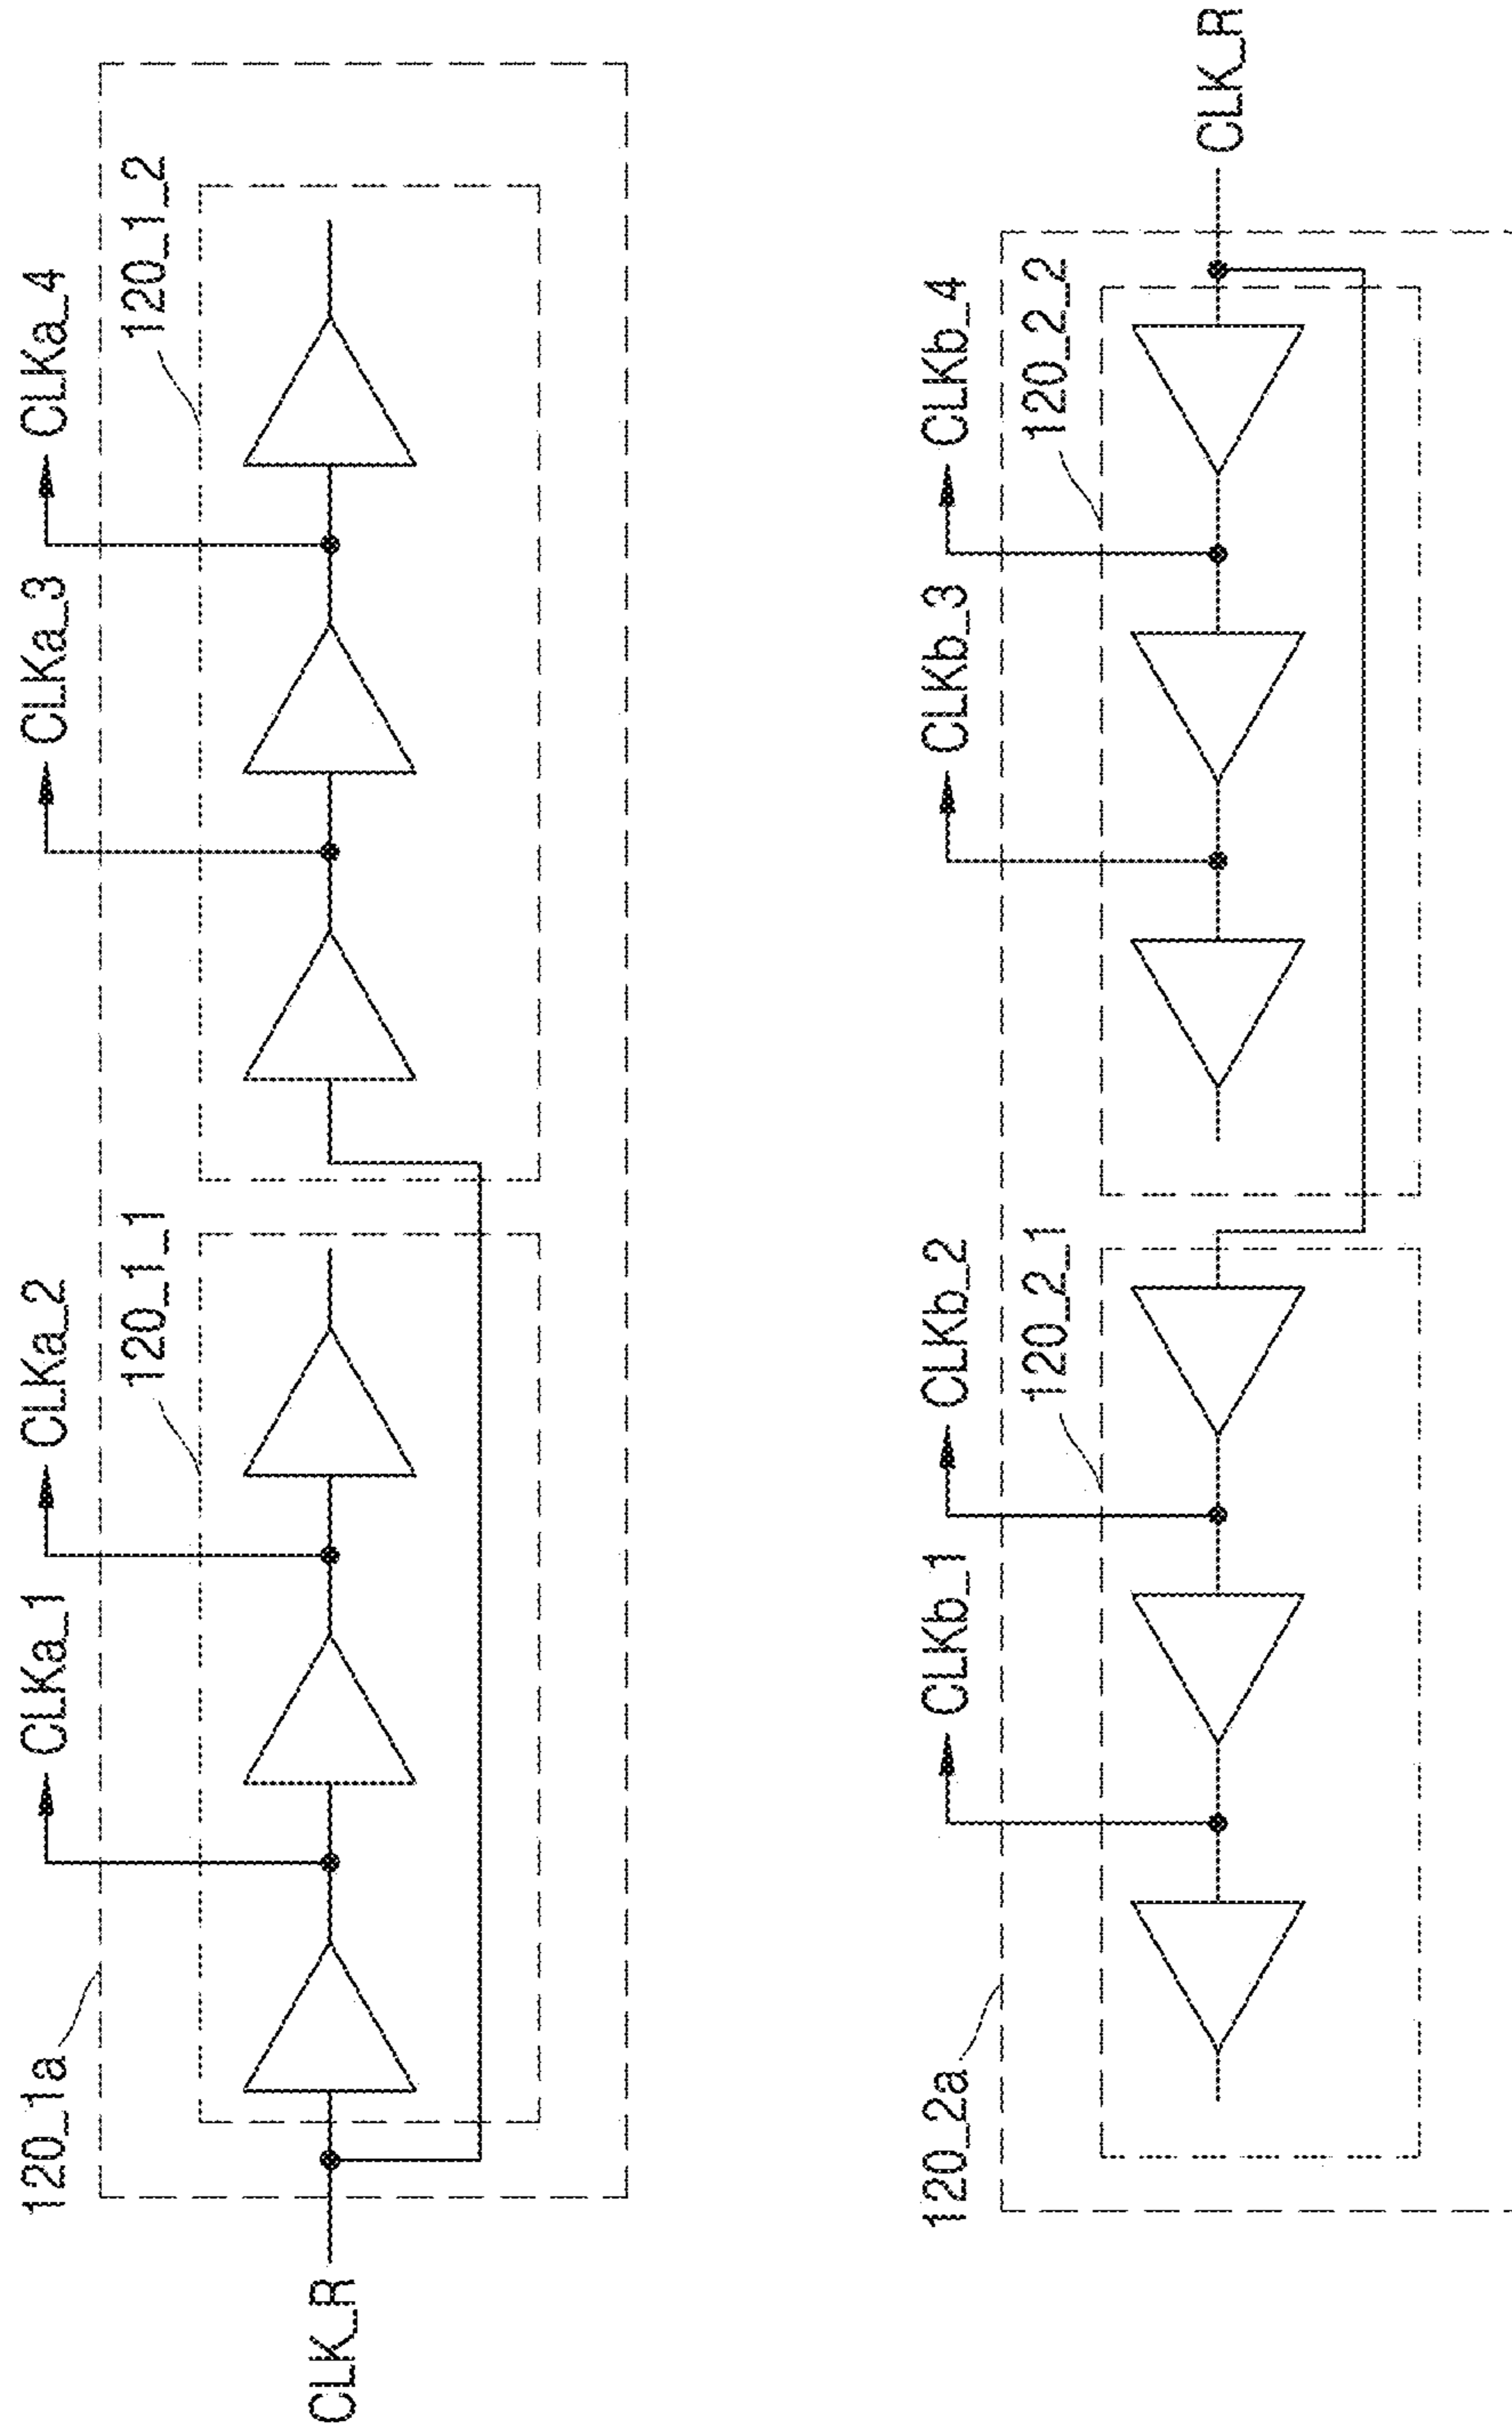 120_1a
CLKa_1
CLKa_2
CLKa_3
CLKa_4
120_1_1
120_1_2
CLK_R
120_2a
CLKb_1
CLKb_2
CLKb_3
CLKb_4
120_2_1
120_2_2
CLK_R